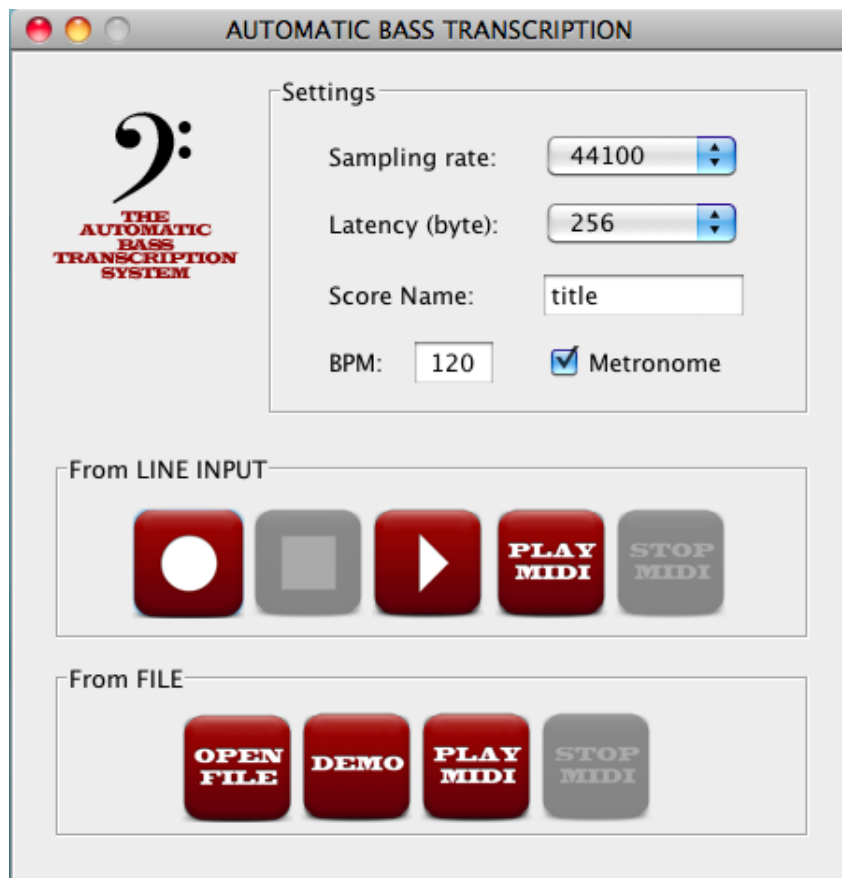 AUTOMATIC BASS TRANSCRIPTION
THE
AUTOMATIC
BASS
TRANSCRIPTION
SYSTEM
Settings
Sampling rate: 44100
Latency (byte): 256
Score Name: title
BPM: 120 Metronome
From LINE INPUT
PLAY
MIDI
STOP
MIDI
From FILE
OPEN
FILE
DEMO
PLAY
MIDI
STOP
MIDI